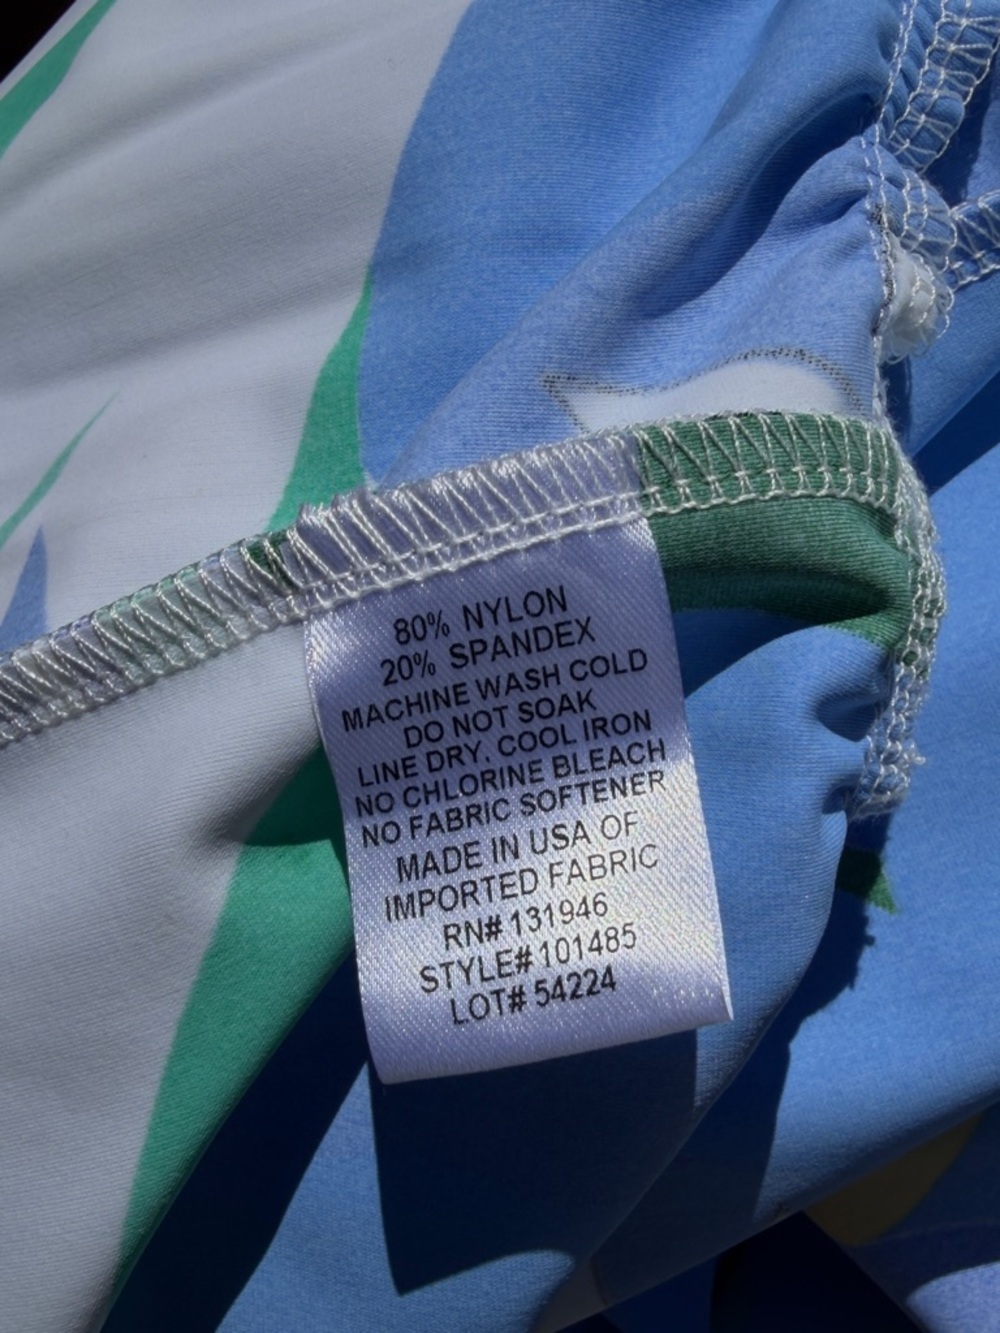 80% NYLON
20% SPANDEX
MACHINE WASH COLD
DO NOT SOAK
LINE DRY. COOL IRON
NO CHLORINE BLEACH
NO FABRIC SOFTENER
MADE IN USA OF
IMPORTED FABRIC
RN# 131946
STYLE# 101485
LOT# 54224